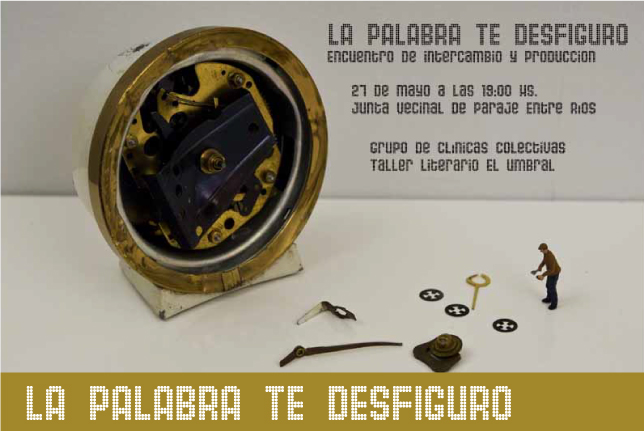 LA PALABRA TE DESFIGURO
Encuentro de intercambio y produccion
27 de mayo a las 19:00 hs.
Junta vecinal de Paraje Entre Rios
Grupo de clinicas colectivas
Taller literario El Umbral
LA PALABRA TE DESFIGURO